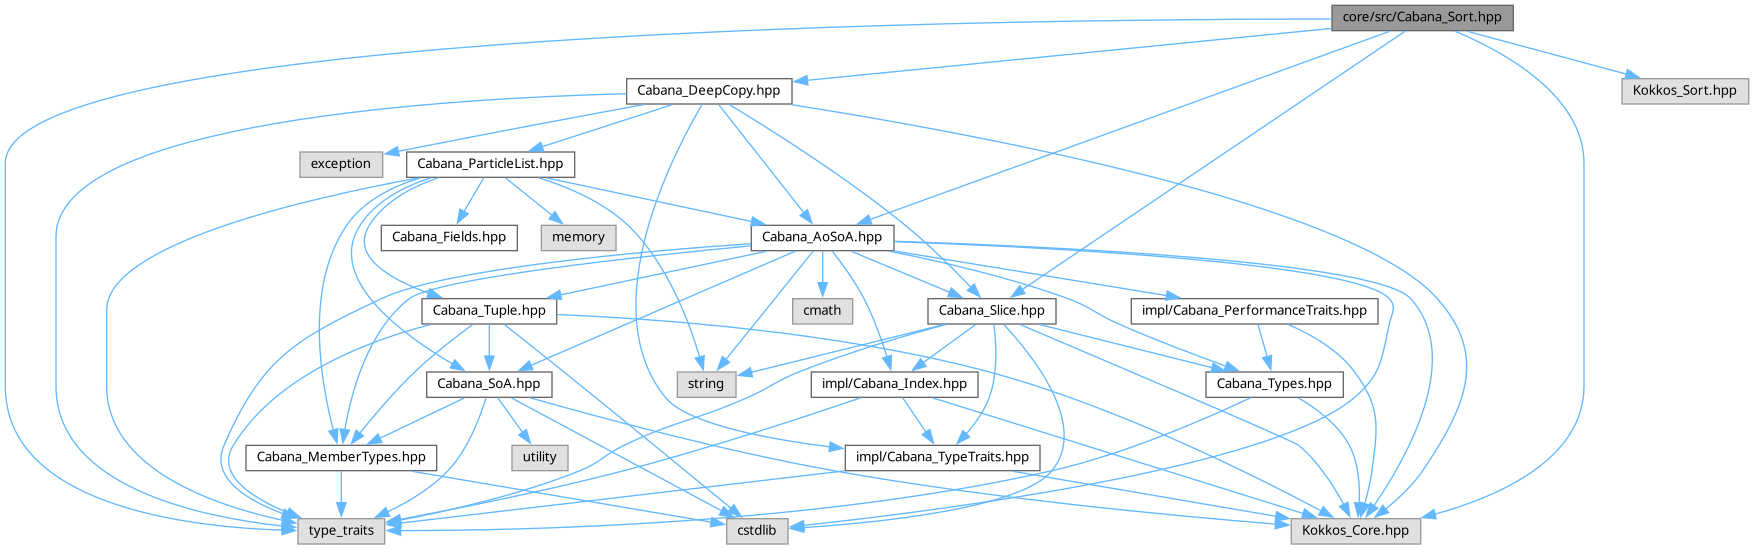 core/src/Cabana_Sort.hpp
Cabana_DeepCopy.hpp
Kokkos_Sort.hpp
exception
Cabana_ParticleList.hpp
Cabana_Fields.hpp
memory
Cabana_AoSoA.hpp
Cabana_Tuple.hpp
cmath
Cabana_Slice.hpp
impl/Cabana_PerformanceTraits.hpp
Cabana_SoA.hpp
string
impl/Cabana_Index.hpp
Cabana_Types.hpp
Cabana_MemberTypes.hpp
utility
impl/Cabana_TypeTraits.hpp
type_traits
cstdlib
Kokkos_Core.hpp